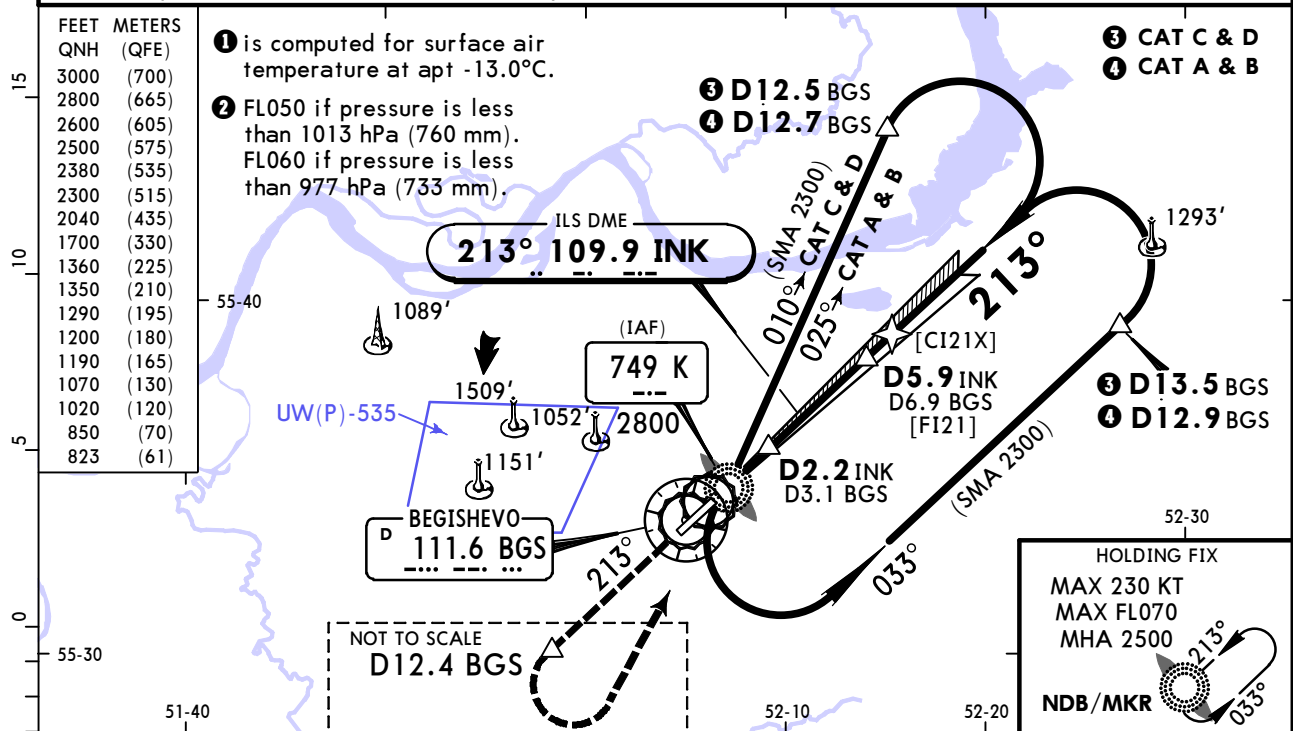 FEET METERS
QNH (QFE)
3000 (700)
2800 (665)
2600 (605)
2500 (575)
2380 (535)
2300 (515)
2040 (435)
1700 (330)
1360 (225)
1350 (210)
1290 (195)
1200 (180)
1190 (165)
1070 (130)
1020 (120)
850 (70)
823 (61)
15
10
5
0
1 is computed for surface air
temperature at apt -13.0°C.
2 FL050 if pressure is less
than 1013 hPa (760 mm).
FL060 if pressure is less
than 977 hPa (733 mm).
3 CAT C & D
4 CAT A & B
3 D12.5 BGS
4 D12.7 BGS
ILS DME
213° 109.9 INK
(SMA 2300)
010° CAT C & D
025° CAT A & B
213°
1293'
55-40
1089'
(IAF)
749 K
2800
[CI21X]
D5.9 INK
D6.9 BGS
[FI21]
3 D13.5 BGS
4 D12.9 BGS
1509'
1052'
UW(P)-535
1151'
D2.2 INK
D3.1 BGS
(SMA 2300)
BEGISHEVO
D 111.6 BGS
213°
033°
52-30
NOT TO SCALE
D12.4 BGS
55-30
51-40
52-10
52-20
HOLDING FIX
MAX 230 KT
MAX FL070
MHA 2500
213°
NDB/MKR
033°